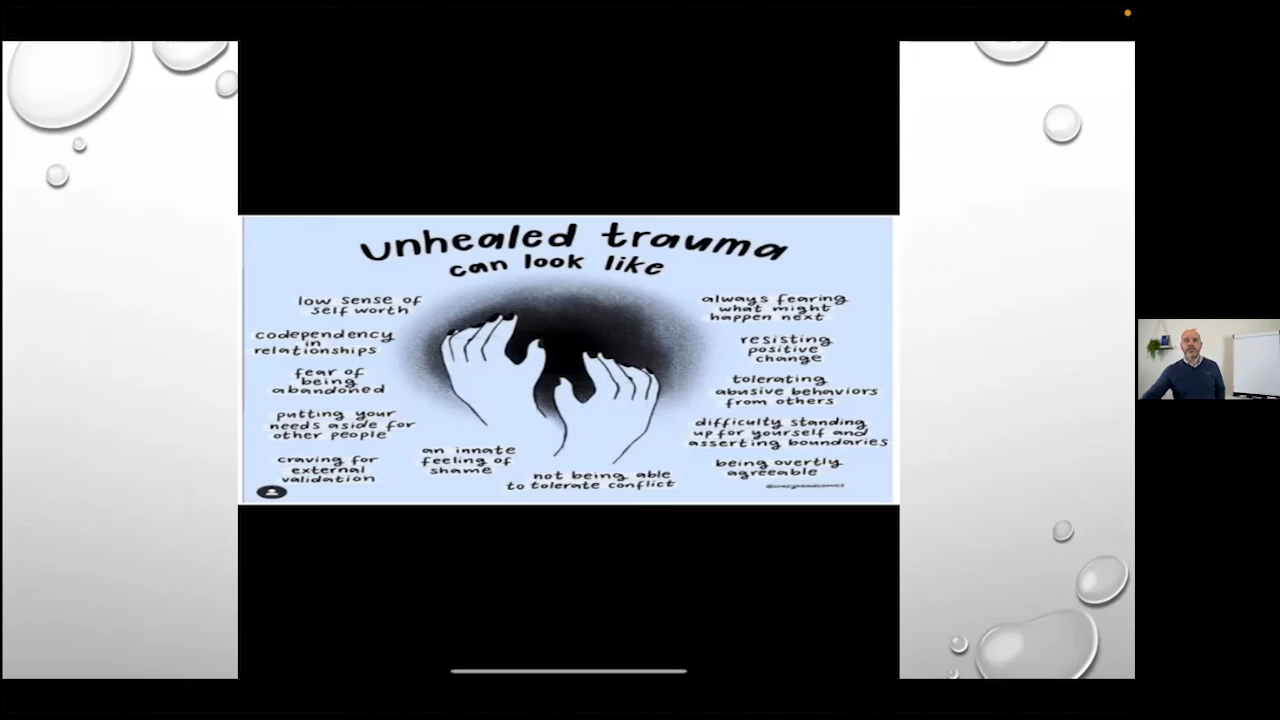 unhealed trauma
can look like
low sense of
self worth
codependency
in
relationships
fear of
being
abandoned
putting your
needs aside for
other people
craving for
external
validation
an innate
feeling of
shame
not being able
to tolerate conflict
always fearing
what might
happen next
resisting
positive
change
tolerating
abusive behaviors
from others
difficulty standing
up for yourself and
asserting boundaries
being overtly
agreeable